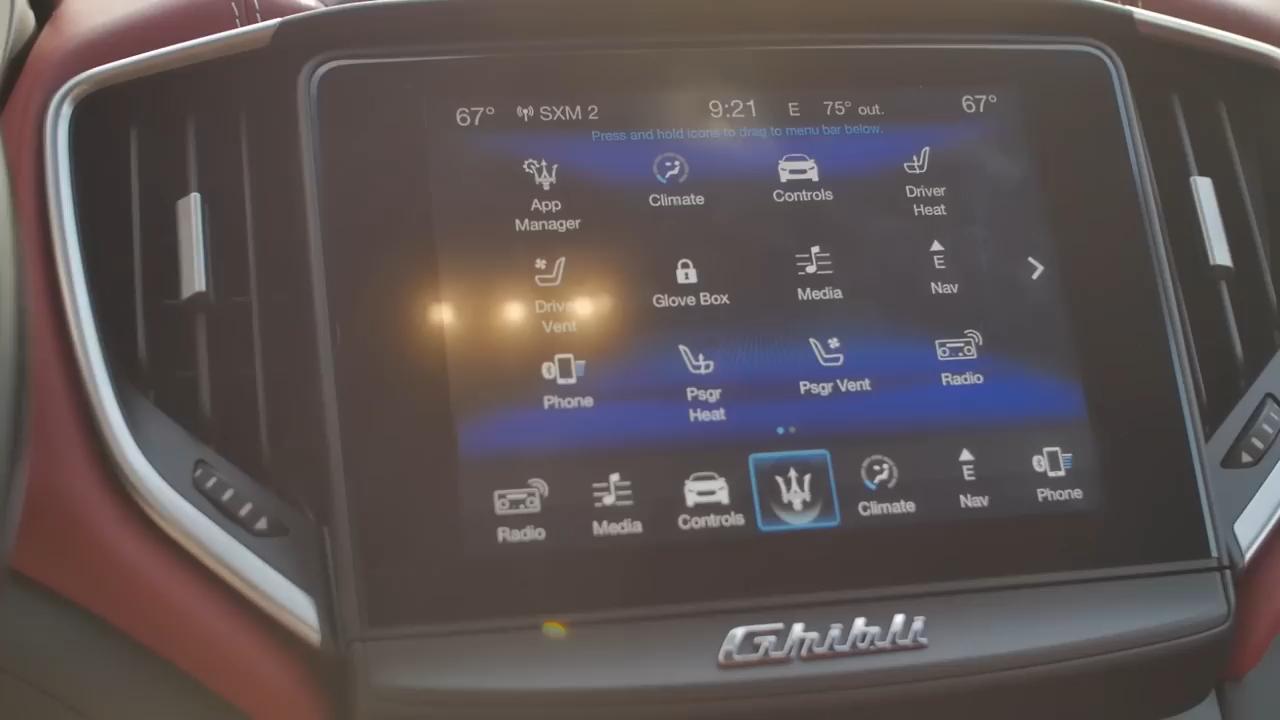 67° SXM 2 9:21 E 75° out. 67°
Press and hold icons to drag to menu bar below.
App Manager
Climate
Controls
Driver Heat
Driver Vent
Glove Box
Media
E
Nav
Phone
Psgr Heat
Psgr Vent
Radio
Radio
Media
Controls
Climate
E
Nav
Phone
Ghibli